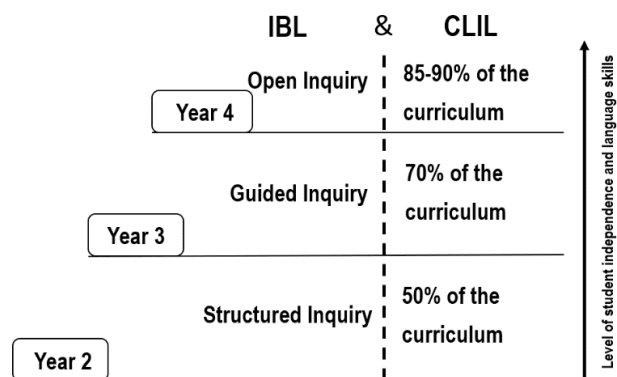 IBL & CLIL
Open Inquiry
85-90% of the
curriculum
Year 4
Guided Inquiry
70% of the
curriculum
Year 3
Structured Inquiry
50% of the
curriculum
Year 2
Level of student independence and language skills